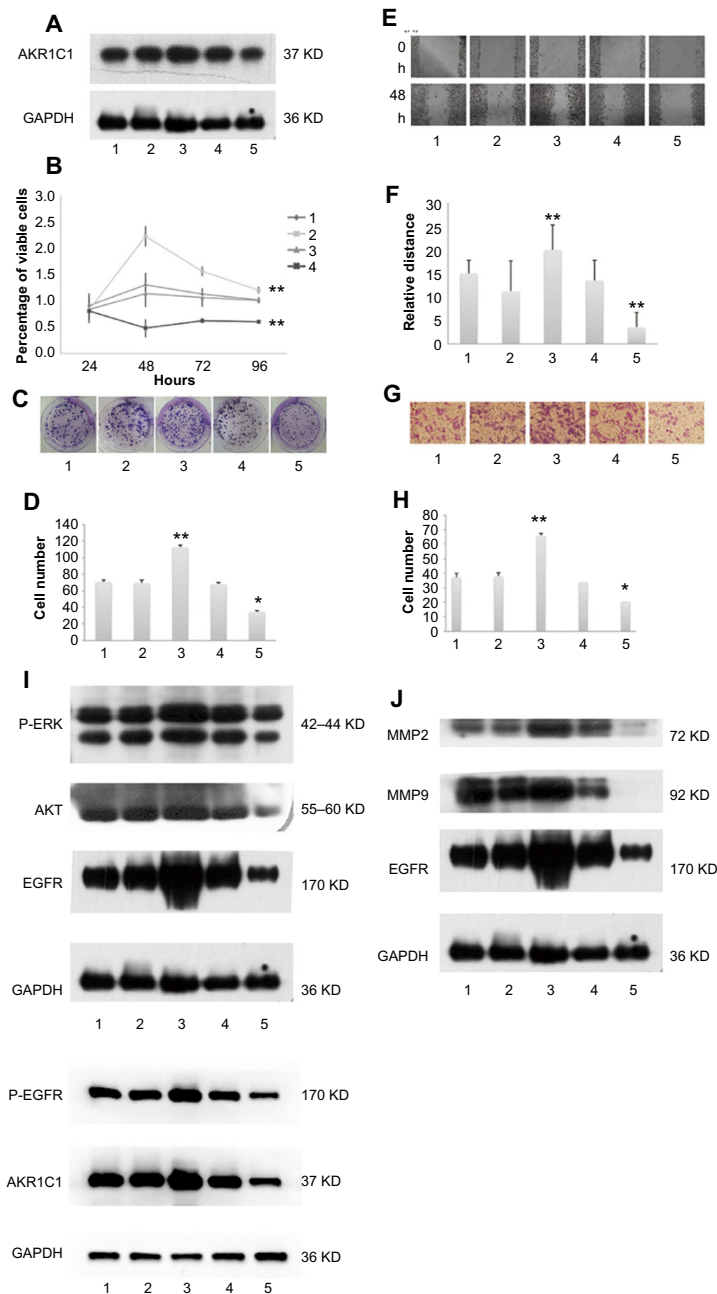 A
AKR1C1
37 KD
GAPDH
36 KD
1 2 3 4 5
B
Percentage of viable cells
3.0
2.5
2.0
1.5
1.0
0.5
0.0
24 48 72 96
Hours
1
2
3
4
**
**
C
1 2 3 4 5
D
Cell number
140
120
100
80
60
40
20
0
**
*
1 2 3 4 5
E
0
h
48
h
1 2 3 4 5
F
Relative distance
30
25
20
15
10
5
0
**
**
1 2 3 4 5
G
1 2 3 4 5
H
Cell number
80
70
60
50
40
30
20
10
0
**
*
1 2 3 4 5
I
P-ERK
42–44 KD
AKT
55–60 KD
EGFR
170 KD
GAPDH
36 KD
1 2 3 4 5
P-EGFR
170 KD
AKR1C1
37 KD
GAPDH
36 KD
1 2 3 4 5
J
MMP2
72 KD
MMP9
92 KD
EGFR
170 KD
GAPDH
36 KD
1 2 3 4 5